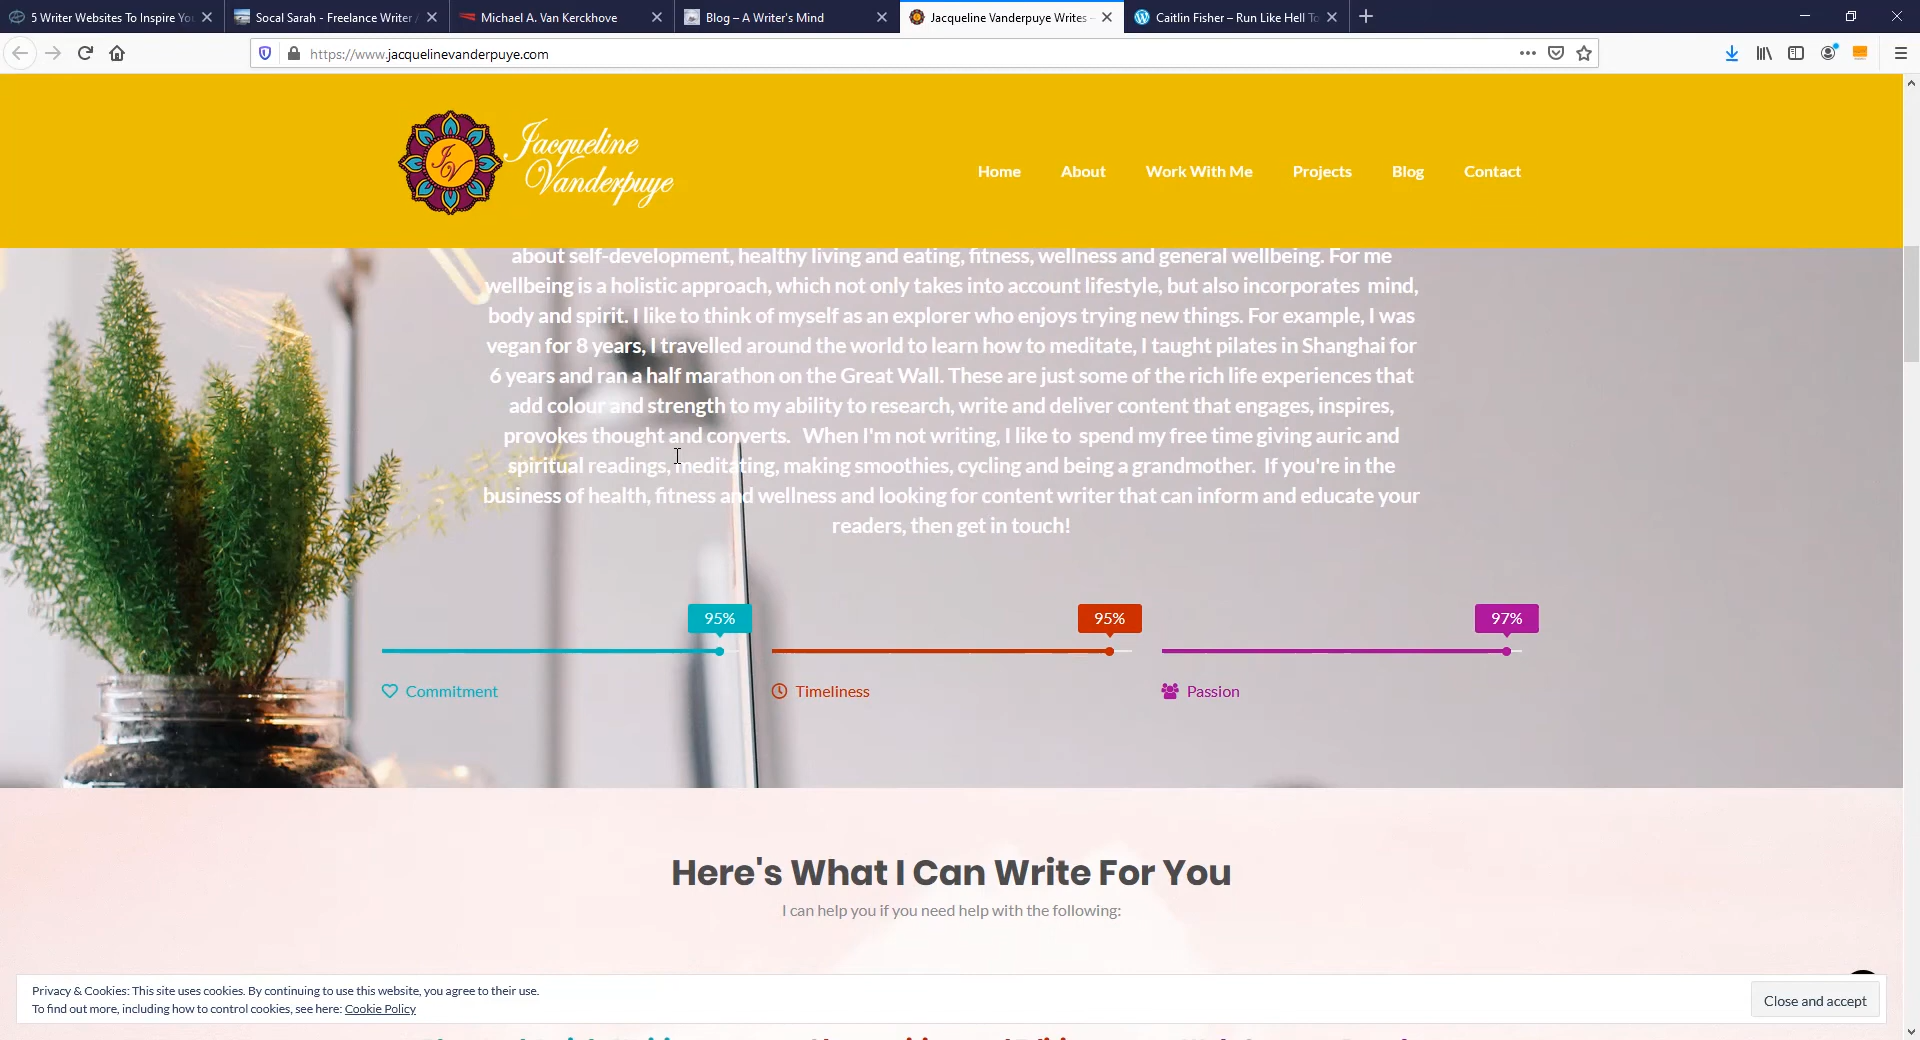 5 Writer Websites To Inspire Yo
Socal Sarah - Freelance Writer /
Michael A. Van Kerckhove
Blog – A Writer's Mind
Jacqueline Vanderpuye Writes -
Caitlin Fisher – Run Like Hell To
https://www.jacquelinevanderpuye.com
JV
Jacqueline
Vanderpuye
Home
About
Work With Me
Projects
Blog
Contact
about self-development, healthy living and eating, fitness, wellness and general wellbeing. For me
wellbeing is a holistic approach, which not only takes into account lifestyle, but also incorporates mind,
body and spirit. I like to think of myself as an explorer who enjoys trying new things. For example, I was
vegan for 8 years, I travelled around the world to learn how to meditate, I taught pilates in Shanghai for
6 years and ran a half marathon on the Great Wall. These are just some of the rich life experiences that
add colour and strength to my ability to research, write and deliver content that engages, inspires,
provokes thought and converts. When I'm not writing, I like to spend my free time giving auric and
spiritual readings, meditating, making smoothies, cycling and being a grandmother. If you're in the
business of health, fitness and wellness and looking for content writer that can inform and educate your
readers, then get in touch!
95%
95%
97%
Commitment
Timeliness
Passion
Here's What I Can Write For You
I can help you if you need help with the following:
Privacy & Cookies: This site uses cookies. By continuing to use this website, you agree to their use.
To find out more, including how to control cookies, see here: Cookie Policy
Close and accept